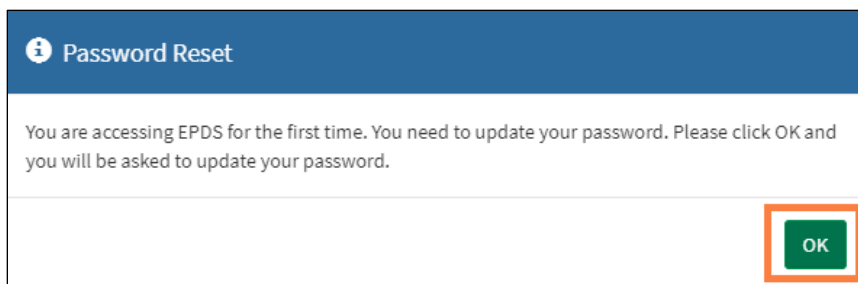 Password Reset
You are accessing EPDS for the first time. You need to update your password. Please click OK and
you will be asked to update your password.
OK